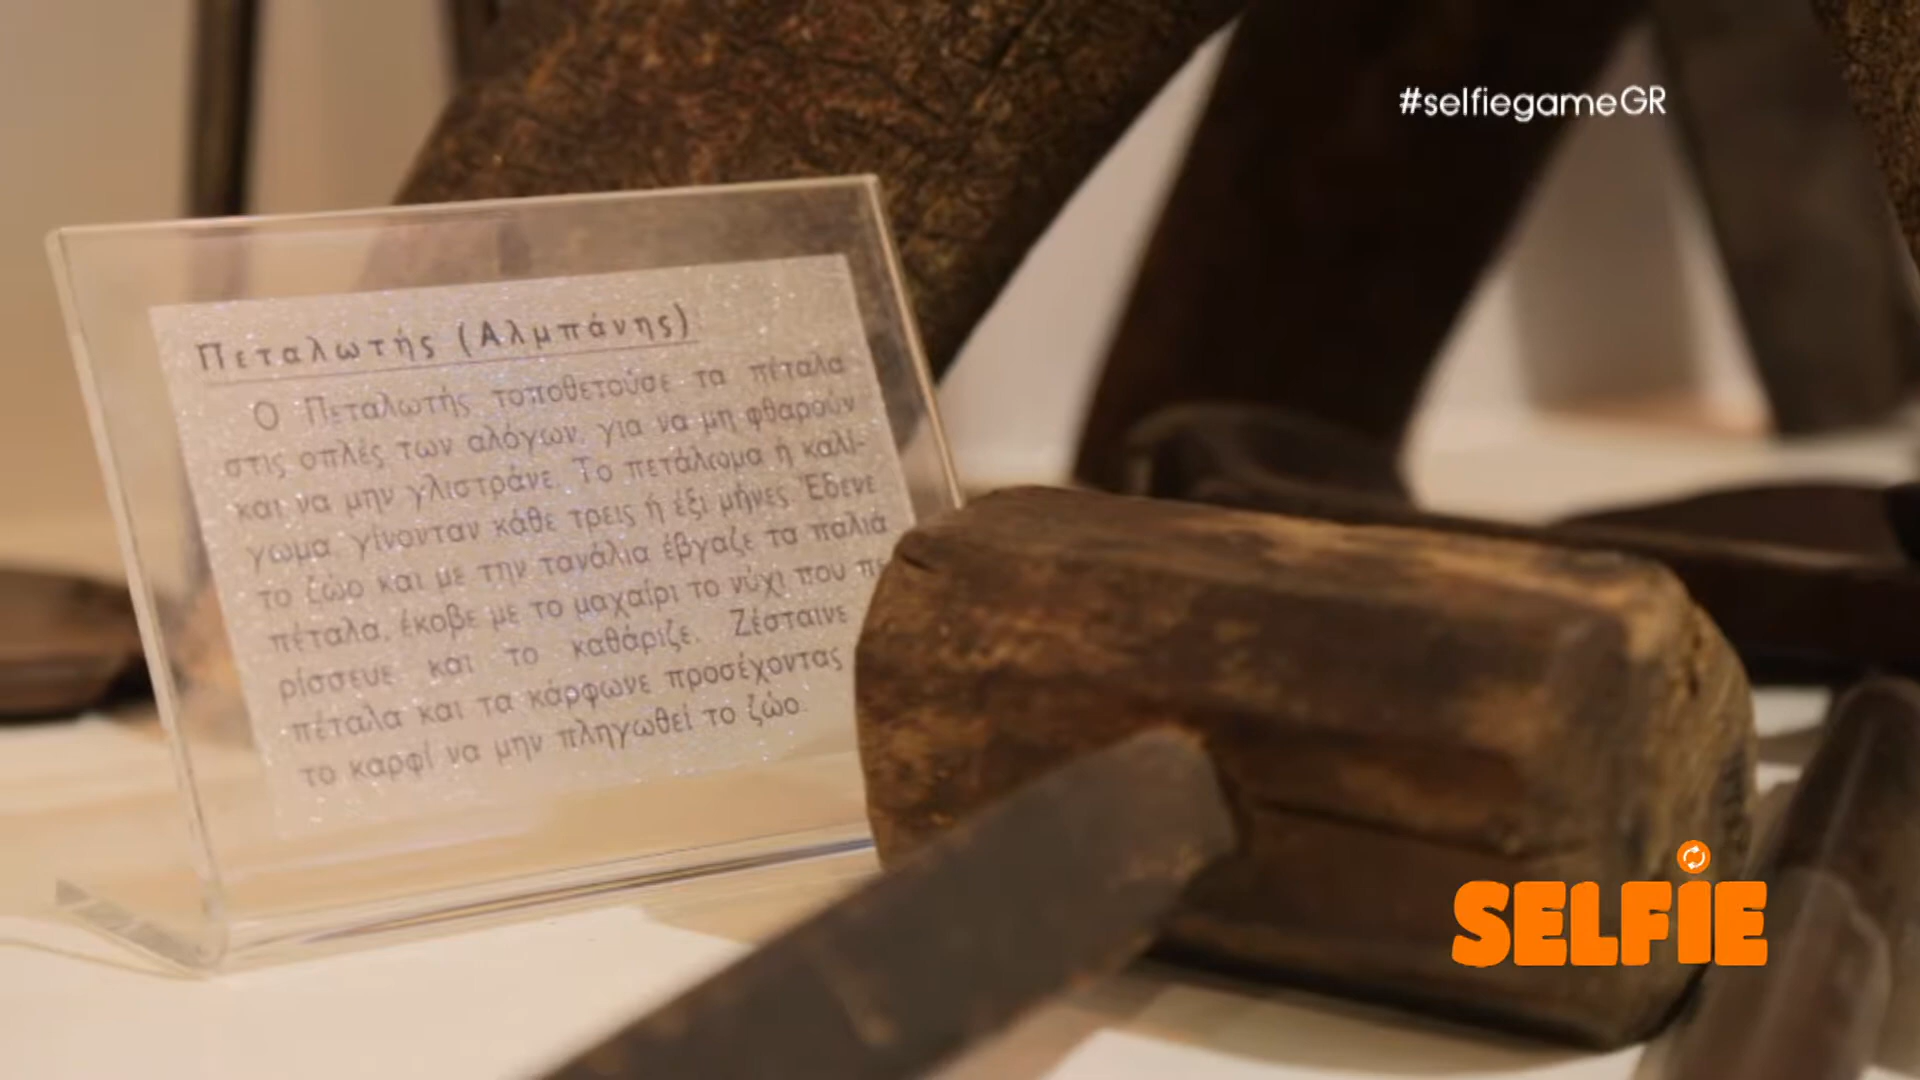 #selfiegameGR
Πεταλωτής (Αλμπάνης)
Ο Πεταλωτής τοποθετούσε τα πέταλα
στις οπλές των αλόγων, για να μη φθαρούν
και να μην γλιστράνε. Το πετάλωμα ή καλί-
γωμα γίνονταν κάθε τρεις ή έξι μήνες. Έδενε
το ζώο και με την τανάλια έβγαζε τα παλιά
πέταλα, έκοβε με το μαχαίρι το νύχι που πε
ρίσσευε και το καθάριζε. Ζέσταινε
πέταλα και τα κάρφωνε προσέχοντας
το καρφί να μην πληγωθεί το ζώο.
SELFiE